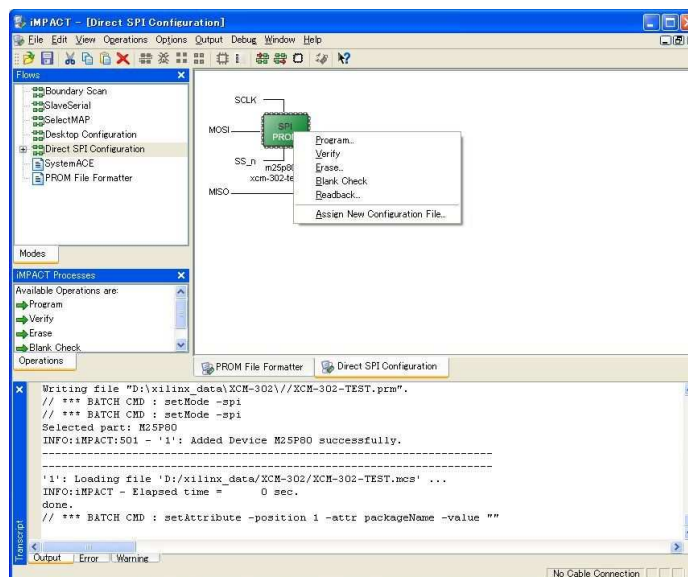 iMPACT - [Direct SPI Configuration]
File Edit View Operations Options Output Debug Window Help
Flows
Boundary Scan
SlaveSerial
SelectMAP
Desktop Configuration
Direct SPI Configuration
SystemACE
PROM File Formatter
Modes
SCLK
MOSI
SPI
PROM
SS_n
m25p80
xcm-302-te
MISO
Program...
Verify
Erase...
Blank Check
Readback...
Assign New Configuration File...
iMPACT Processes
Available Operations are:
Program
Verify
Erase
Blank Check
Operations
PROM File Formatter
Direct SPI Configuration
Writing file "D:\xilinx_data\XCM-302\//XCM-302-TEST.prm".
// *** BATCH CMD : setMode -spi
// *** BATCH CMD : setMode -spi
Selected part: M25P80
INFO:iMPACT:501 - '1': Added Device M25P80 successfully.
----------------------------------------------------------------------
----------------------------------------------------------------------
'1': Loading file 'D:/xilinx_data/XCM-302/XCM-302-TEST.mcs' ...
INFO:iMPACT - Elapsed time =      0 sec.
done.
// *** BATCH CMD : setAttribute -position 1 -attr packageName -value ""
Transcript
Output Error Warning
No Cable Connection